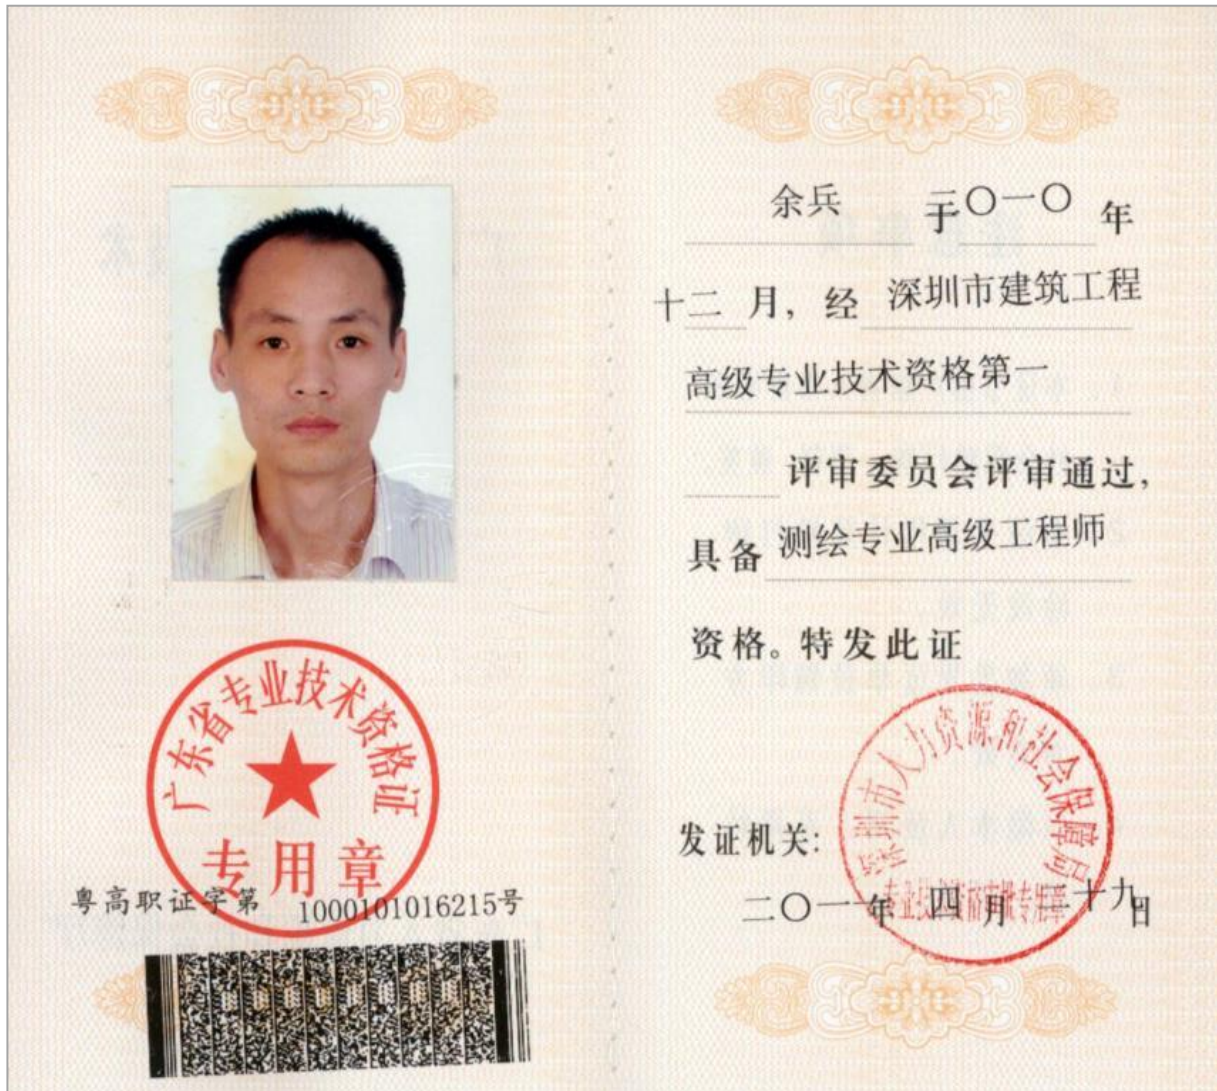 广东省专业技术资格证
专用章
粤高职证字第 1000101016215号
余兵 于二〇一〇年
十二月，经 深圳市建筑工程
高级专业技术资格第一
评审委员会评审通过，
具备 测绘专业高级工程师
资格。特发此证
深圳市人力资源和社会保障局
发证机关：
二〇一一年 四月 二十九日